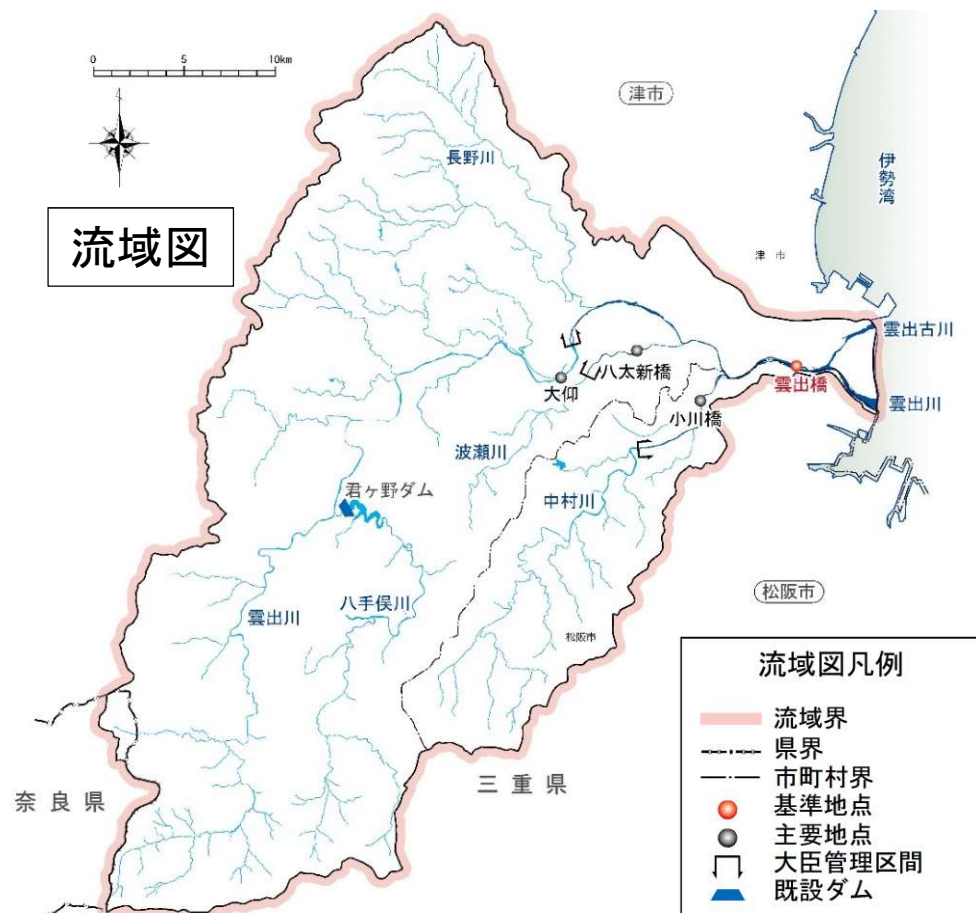 0 5 10km
4
津市
長野川
伊勢湾
流域図
津 市
雲出古川
八太新橋
雲出橋
大仰
雲出川
小川橋
波瀬川
中村川
君ヶ野ダム
雲出川
八手俣川
松阪市
松阪市
三 重 県
奈 良 県
流域図凡例
流域界
県界
市町村界
基準地点
主要地点
大臣管理区間
既設ダム